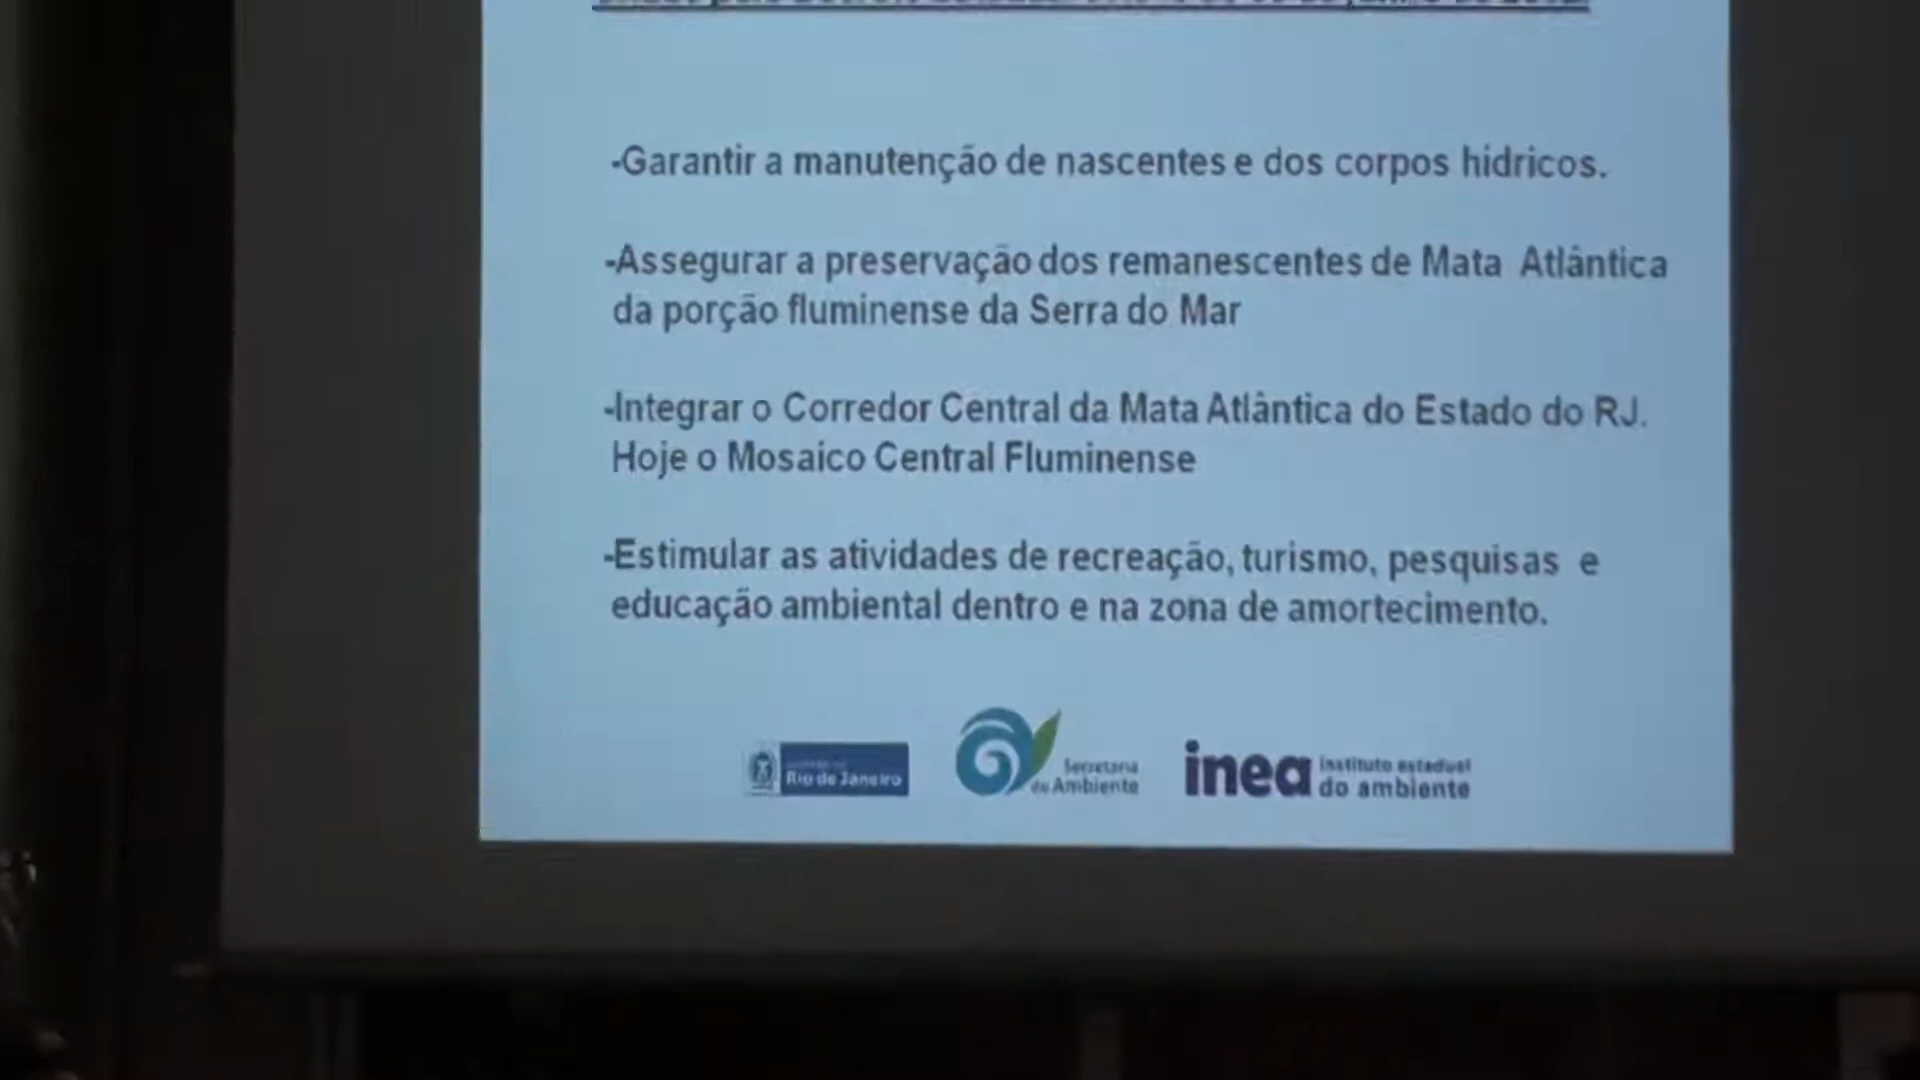 -Garantir a manutenção de nascentes e dos corpos hídricos.
-Assegurar a preservação dos remanescentes de Mata Atlântica
da porção fluminense da Serra do Mar
-Integrar o Corredor Central da Mata Atlântica do Estado do RJ.
Hoje o Mosaico Central Fluminense
-Estimular as atividades de recreação, turismo, pesquisas e
educação ambiental dentro e na zona de amortecimento.
Rio de Janeiro
Secretaria
do Ambiente
inea instituto estadual
do ambiente